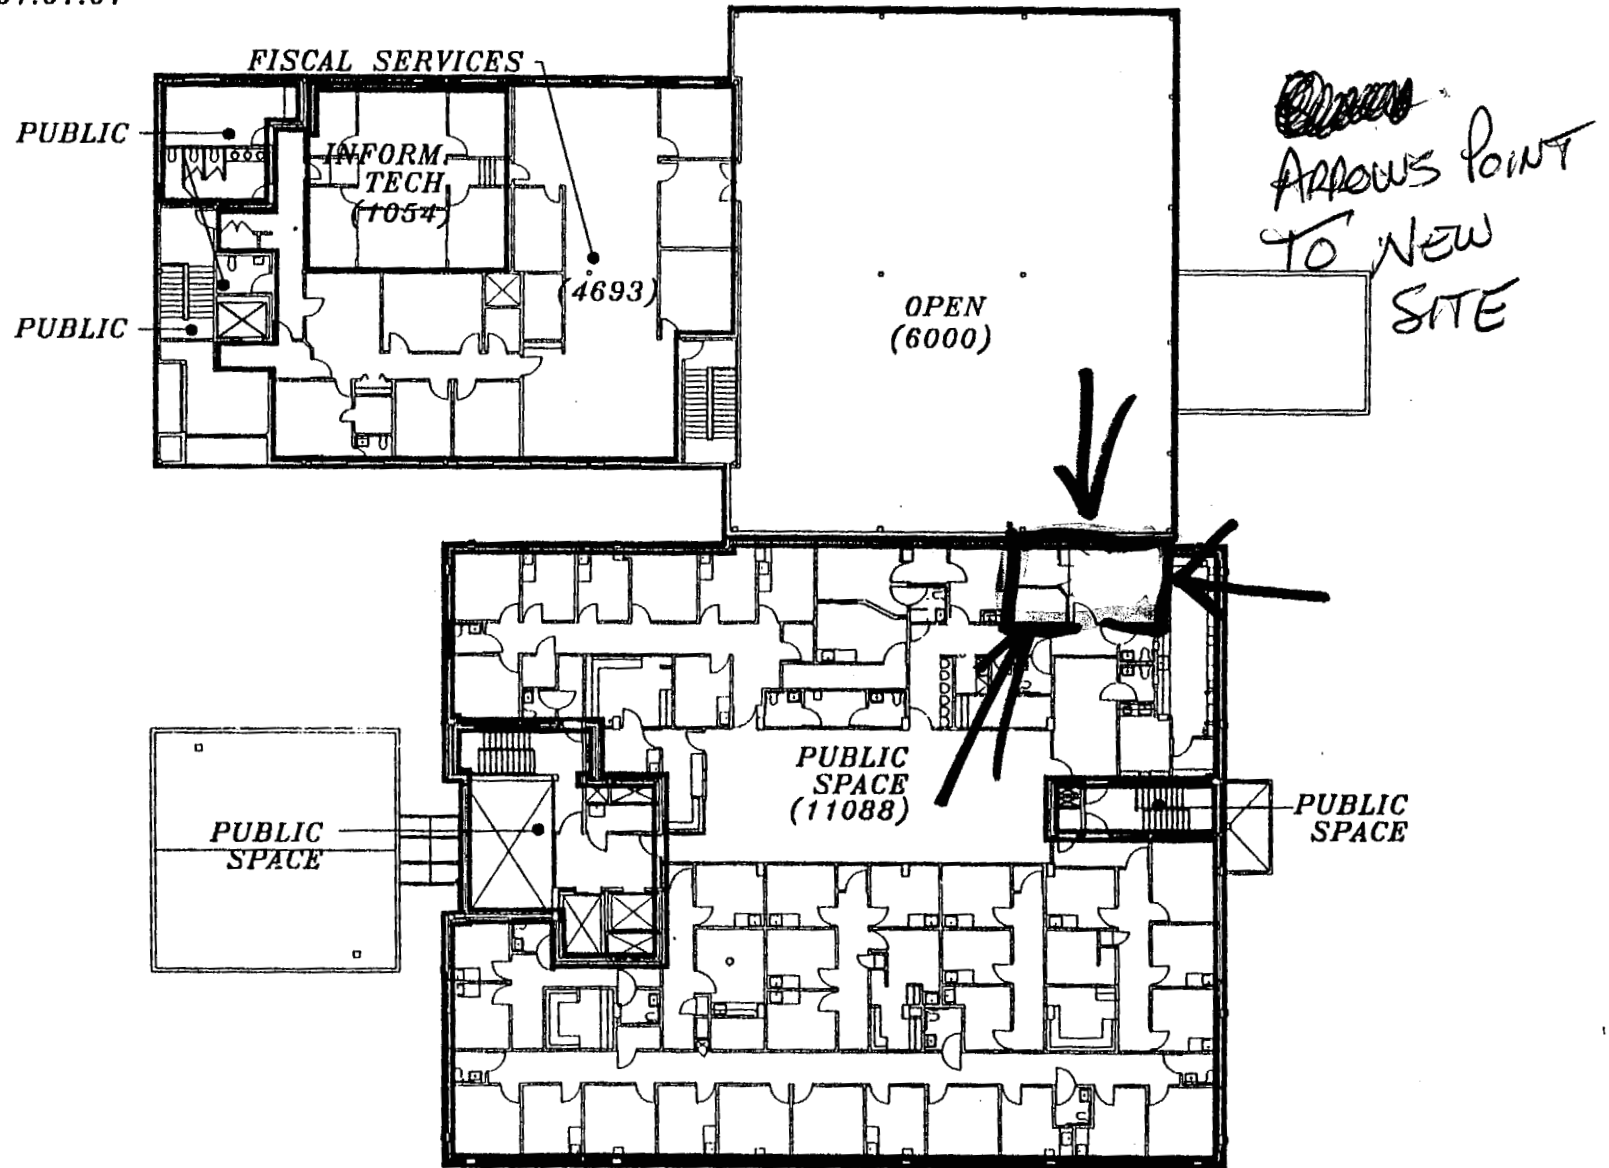 FISCAL SERVICES
PUBLIC
INFORM.
TECH
(1054)
(4693)
PUBLIC
OPEN
(6000)
ARROWS POINT
TO NEW
SITE
PUBLIC
SPACE
(11088)
PUBLIC
SPACE
PUBLIC
SPACE